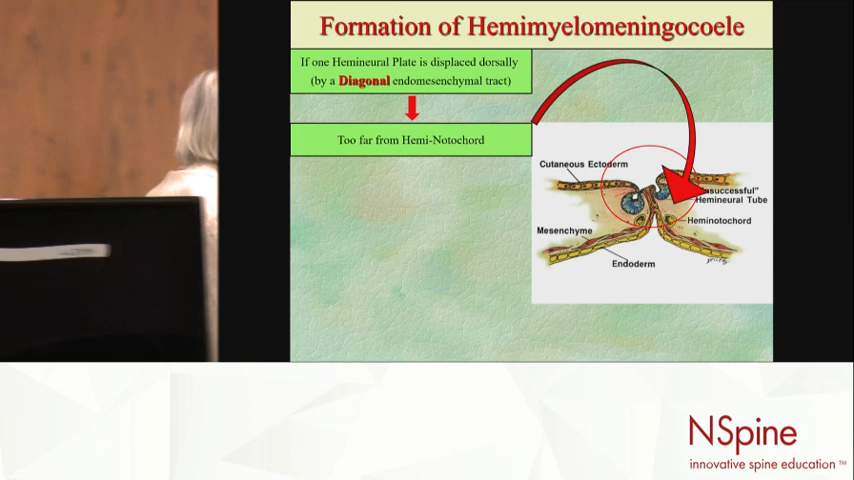 Formation of Hemimyelomeningocoele
If one Hemineural Plate is displaced dorsally
(by a Diagonal endomesenchymal tract)
Too far from Hemi-Notochord
Cutaneous Ectoderm
"Unsuccessful"
Hemineural Tube
Heminotochord
Mesenchyme
Endoderm
NSpine
innovative spine education ™